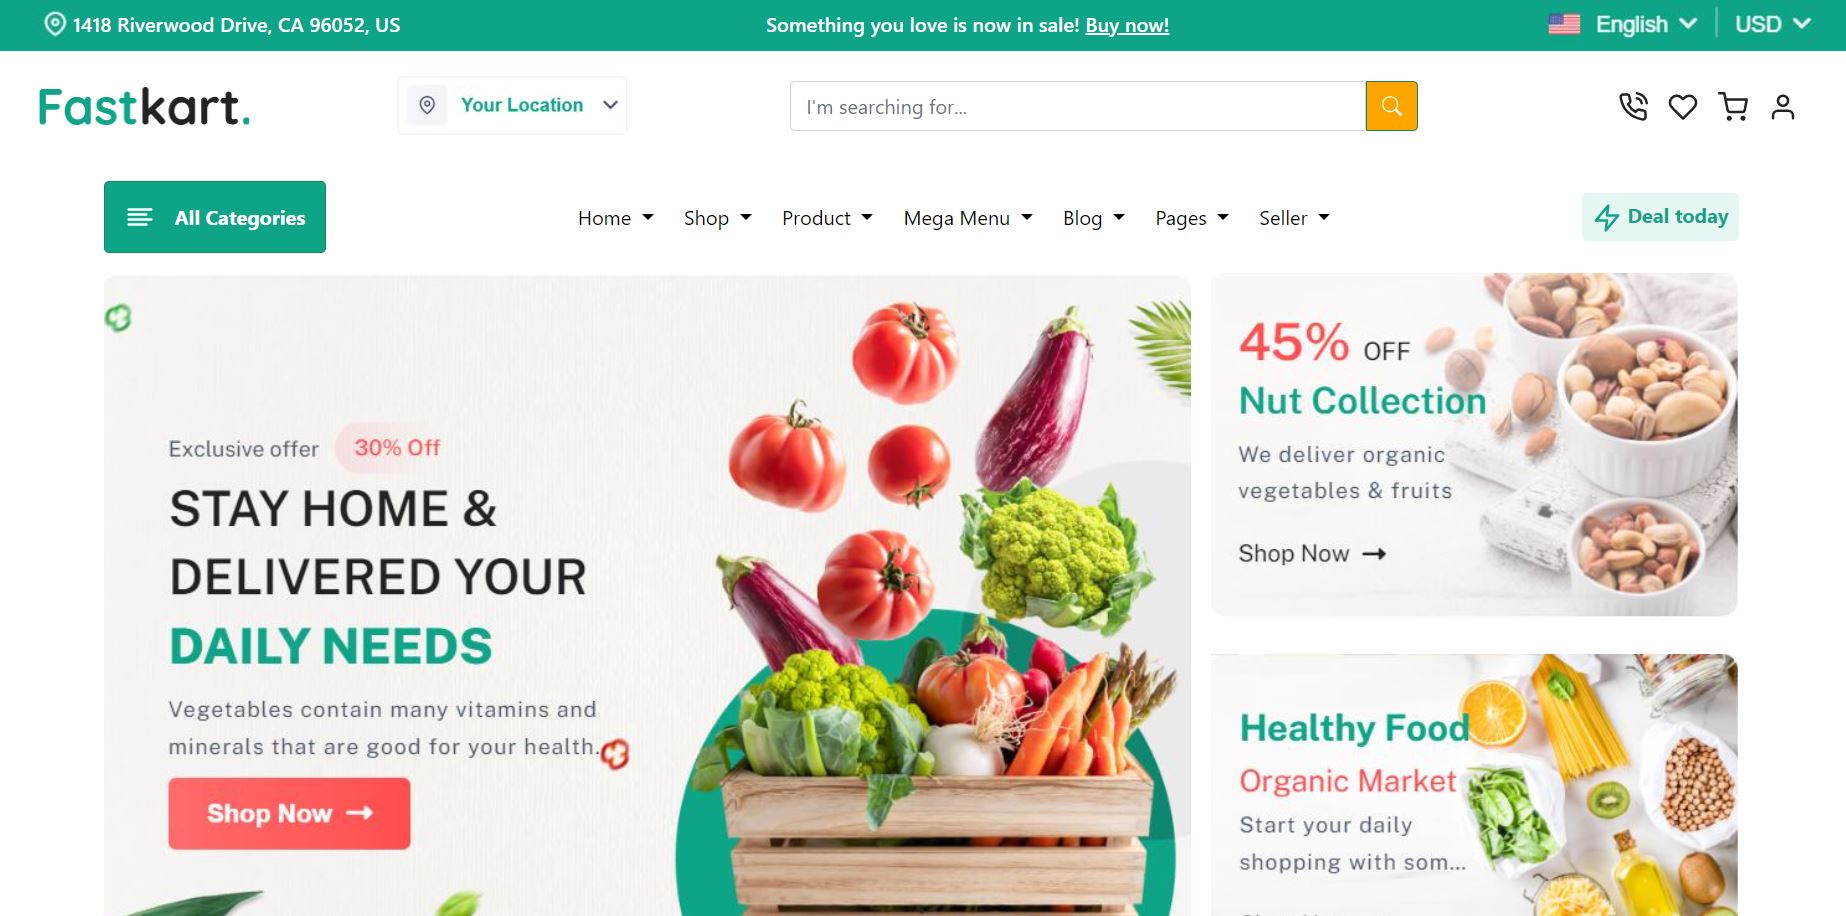 1418 Riverwood Drive, CA 96052, US
Something you love is now in sale! Buy now!
English
USD
Fastkart.
Your Location
I'm searching for...
All Categories
Home
Shop
Product
Mega Menu
Blog
Pages
Seller
Deal today
Exclusive offer 30% Off
STAY HOME &
DELIVERED YOUR
DAILY NEEDS
Vegetables contain many vitamins and
minerals that are good for your health.
Shop Now →
45% OFF
Nut Collection
We deliver organic
vegetables & fruits
Shop Now →
Healthy Food
Organic Market
Start your daily
shopping with som...